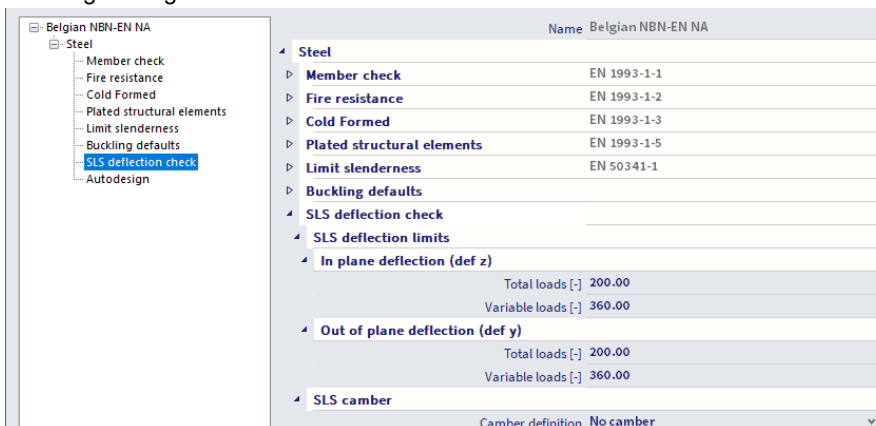 Belgian NBN-EN NA
Steel
Member check
Fire resistance
Cold Formed
Plated structural elements
Limit slenderness
Buckling defaults
SLS deflection check
Autodesign
Name Belgian NBN-EN NA
Steel
Member check EN 1993-1-1
Fire resistance EN 1993-1-2
Cold Formed EN 1993-1-3
Plated structural elements EN 1993-1-5
Limit slenderness EN 50341-1
Buckling defaults
SLS deflection check
SLS deflection limits
In plane deflection (def z)
Total loads [-] 200.00
Variable loads [-] 360.00
Out of plane deflection (def y)
Total loads [-] 200.00
Variable loads [-] 360.00
SLS camber
Camber definition No camber